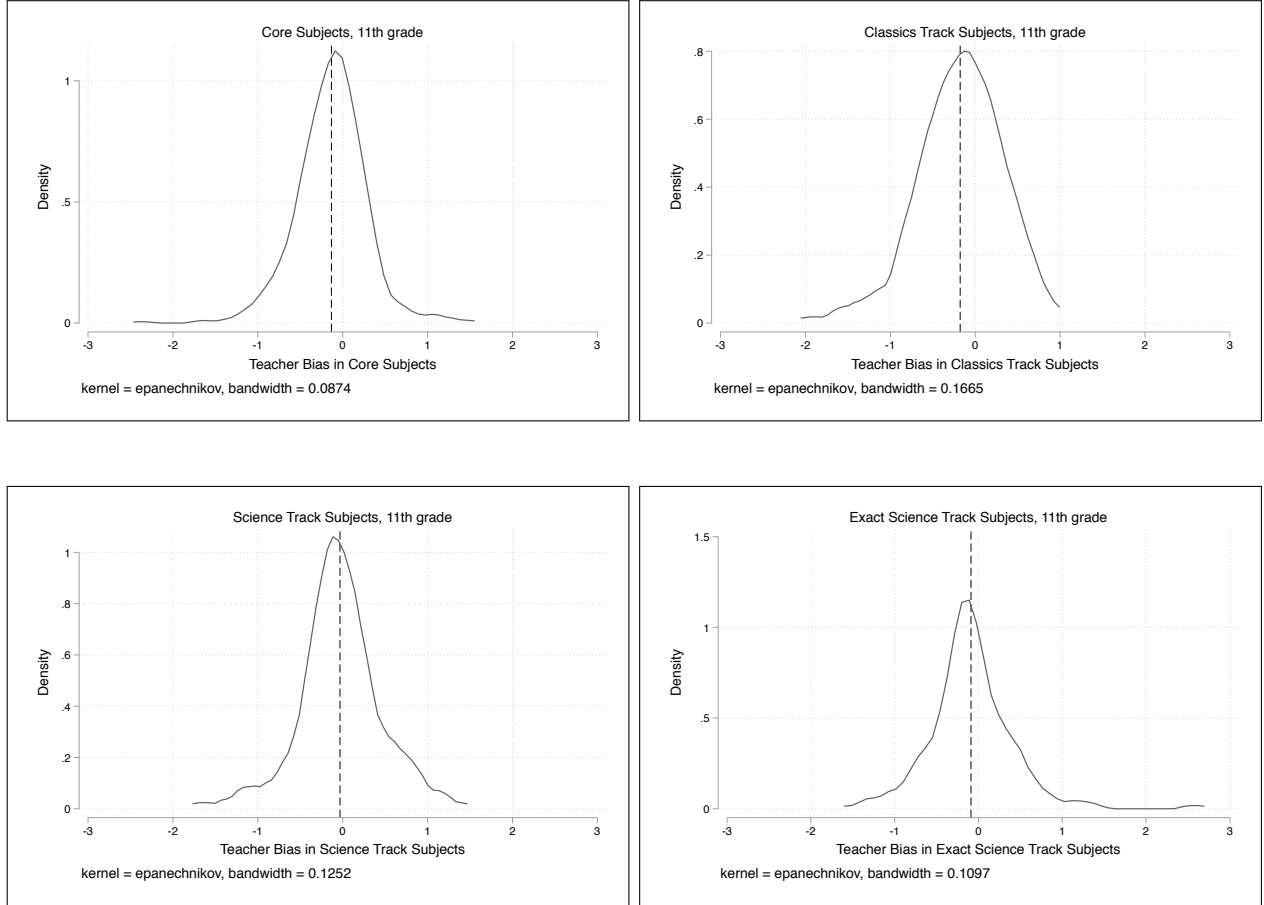 Core Subjects, 11th grade
1
.5
0
Density
-3 -2 -1 0 1 2 3
Teacher Bias in Core Subjects
kernel = epanechnikov, bandwidth = 0.0874
Classics Track Subjects, 11th grade
.8
.6
.4
.2
0
Density
-3 -2 -1 0 1 2 3
Teacher Bias in Classics Track Subjects
kernel = epanechnikov, bandwidth = 0.1665
Science Track Subjects, 11th grade
1
.8
.6
.4
.2
0
Density
-3 -2 -1 0 1 2 3
Teacher Bias in Science Track Subjects
kernel = epanechnikov, bandwidth = 0.1252
Exact Science Track Subjects, 11th grade
1.5
1
.5
0
Density
-3 -2 -1 0 1 2 3
Teacher Bias in Exact Science Track Subjects
kernel = epanechnikov, bandwidth = 0.1097